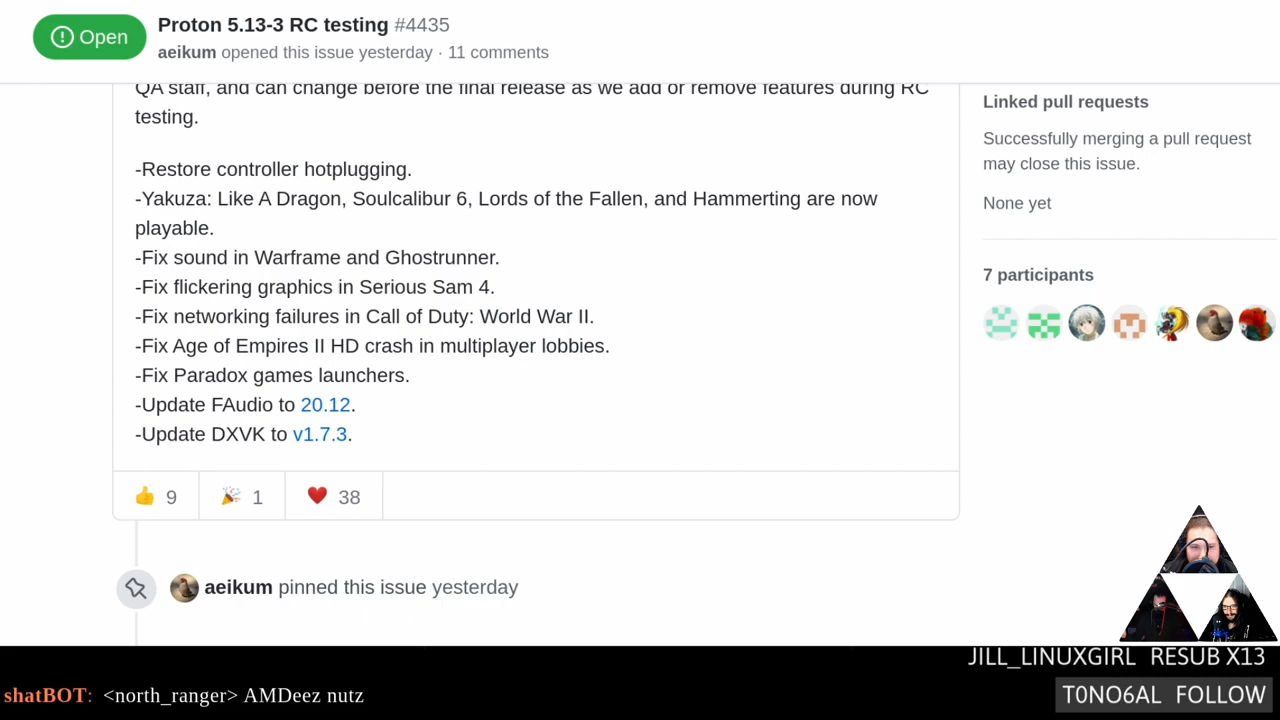 Open
Proton 5.13-3 RC testing #4435
aeikum opened this issue yesterday · 11 comments
QA staff, and can change before the final release as we add or remove features during RC
testing.
-Restore controller hotplugging.
-Yakuza: Like A Dragon, Soulcalibur 6, Lords of the Fallen, and Hammerting are now
playable.
-Fix sound in Warframe and Ghostrunner.
-Fix flickering graphics in Serious Sam 4.
-Fix networking failures in Call of Duty: World War II.
-Fix Age of Empires II HD crash in multiplayer lobbies.
-Fix Paradox games launchers.
-Update FAudio to 20.12.
-Update DXVK to v1.7.3.
9 1 38
aeikum pinned this issue yesterday
Linked pull requests
Successfully merging a pull request
may close this issue.
None yet
7 participants
JILL_LINUXGIRL RESUB X13
shatBOT: <north_ranger> AMDeez nutz
T0NO6AL FOLLOW